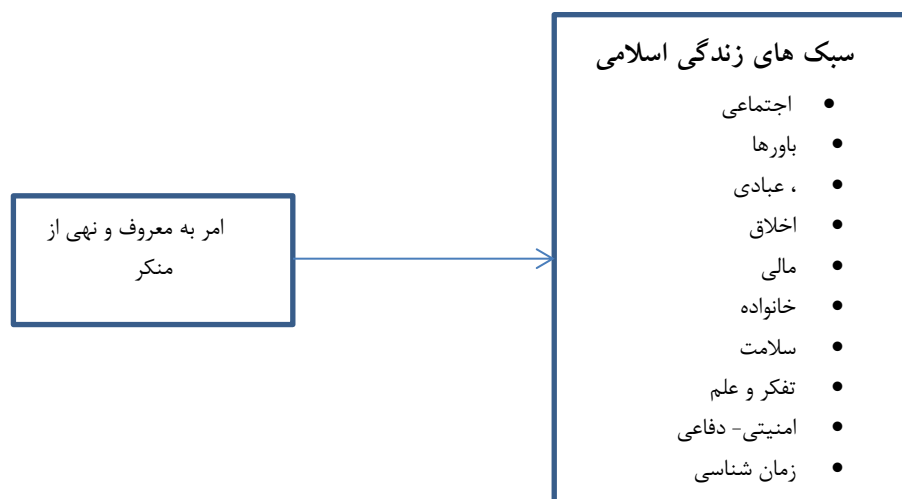 سبک های زندگی اسلامی
• اجتماعی
• باورها
• ، عبادی
• اخلاق
• مالی
• خانواده
• سلامت
• تفکر و علم
• امنیتی- دفاعی
• زمان شناسی
امر به معروف و نهی از
منکر